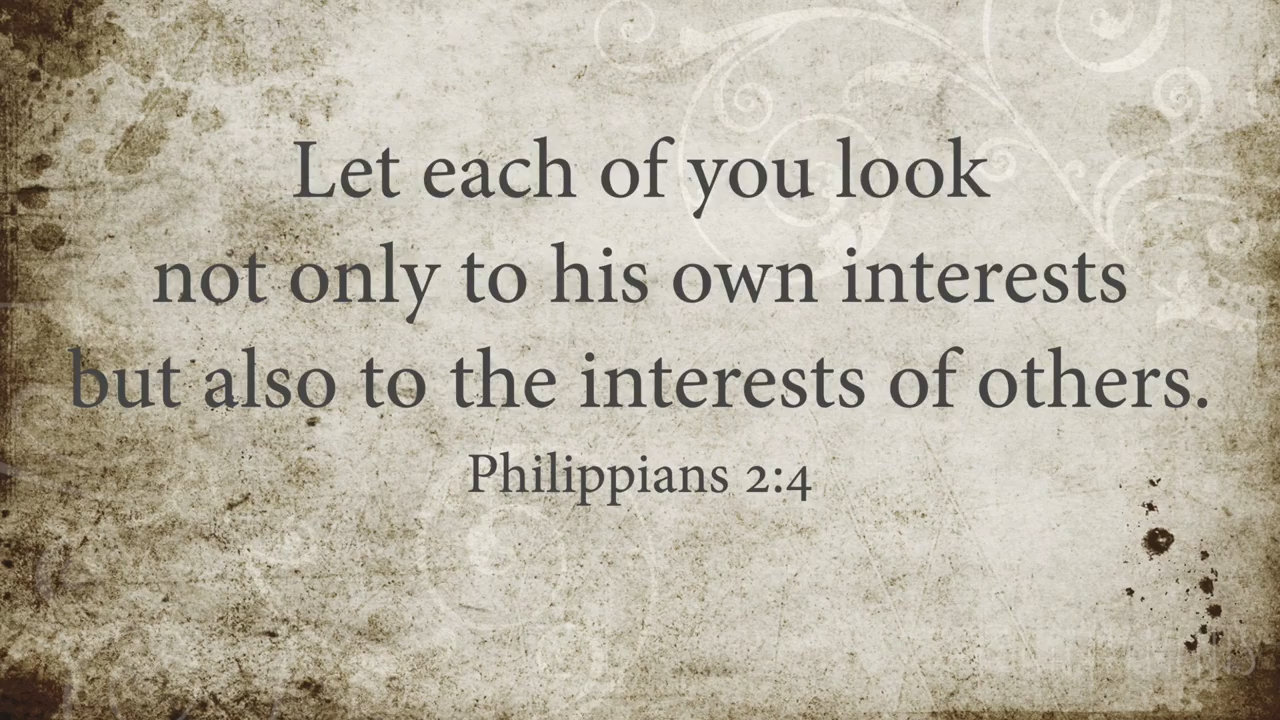 Let each of you look
not only to his own interests
but also to the interests of others.
Philippians 2:4